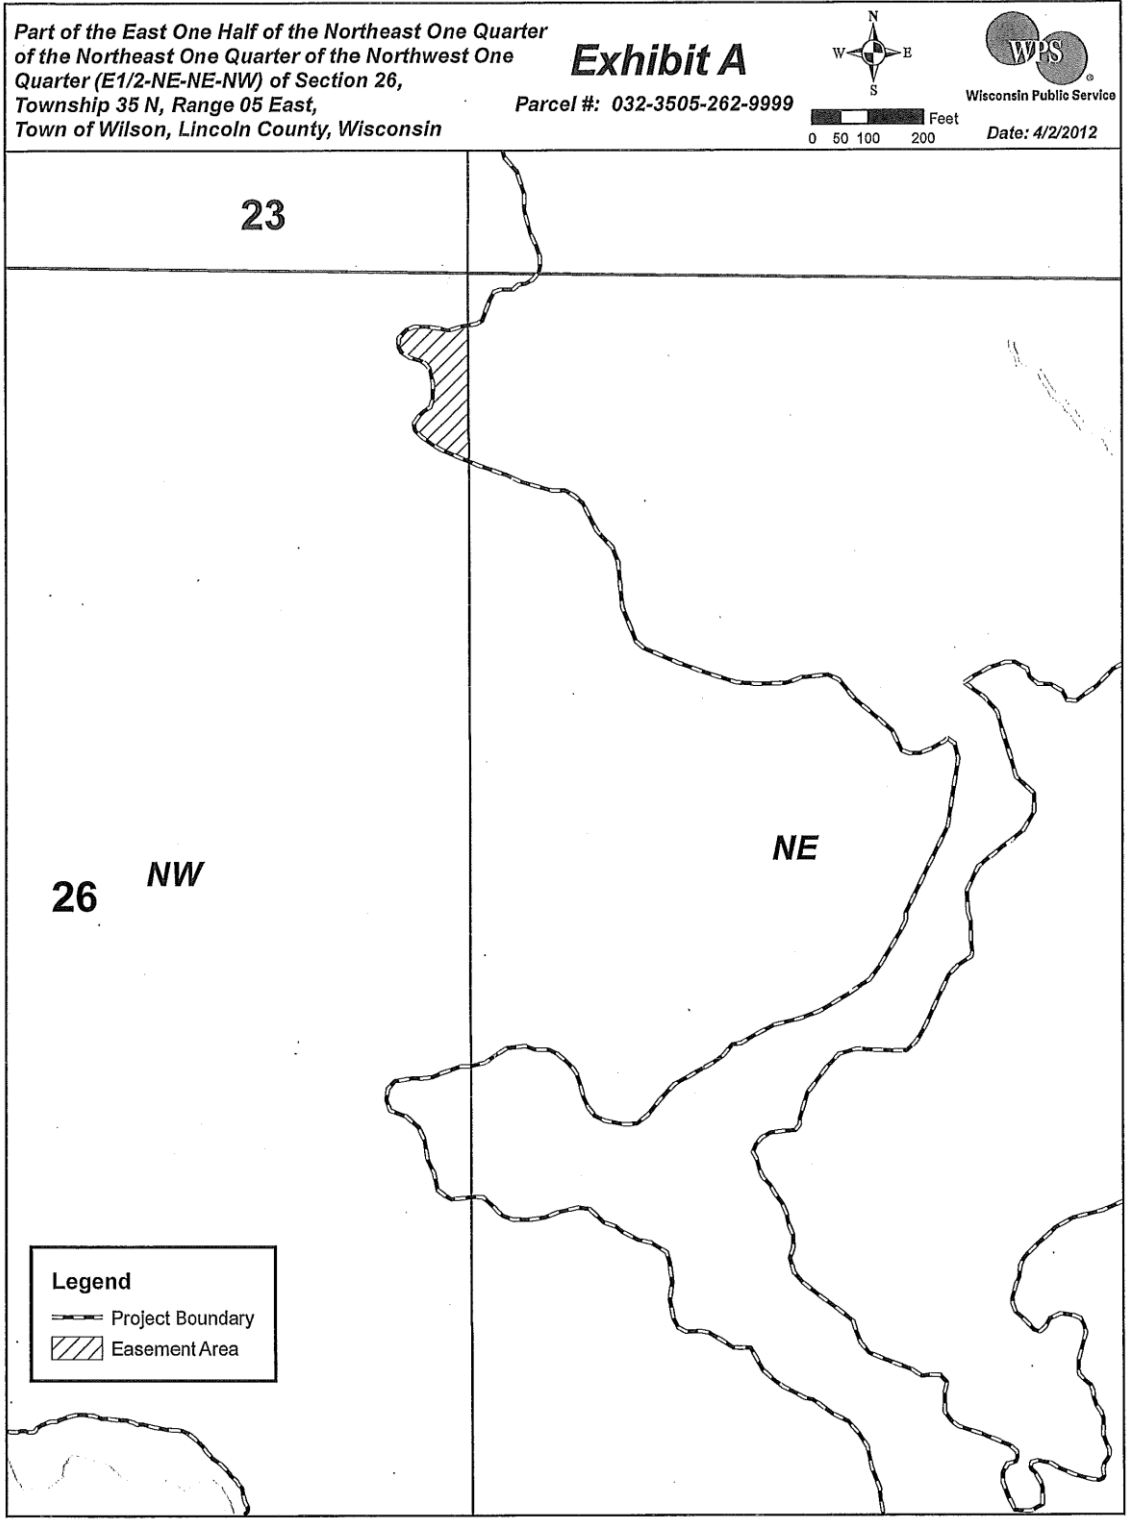 Part of the East One Half of the Northeast One Quarter
of the Northeast One Quarter of the Northwest One
Quarter (E1/2-NE-NE-NW) of Section 26,
Township 35 N, Range 05 East,
Town of Wilson, Lincoln County, Wisconsin
Exhibit A
Parcel #: 032-3505-262-9999
N
W E
S
Feet
0 50 100 200
WPS
®
Wisconsin Public Service
Date: 4/2/2012
23
NE
NW
26
Legend
Project Boundary
Easement Area